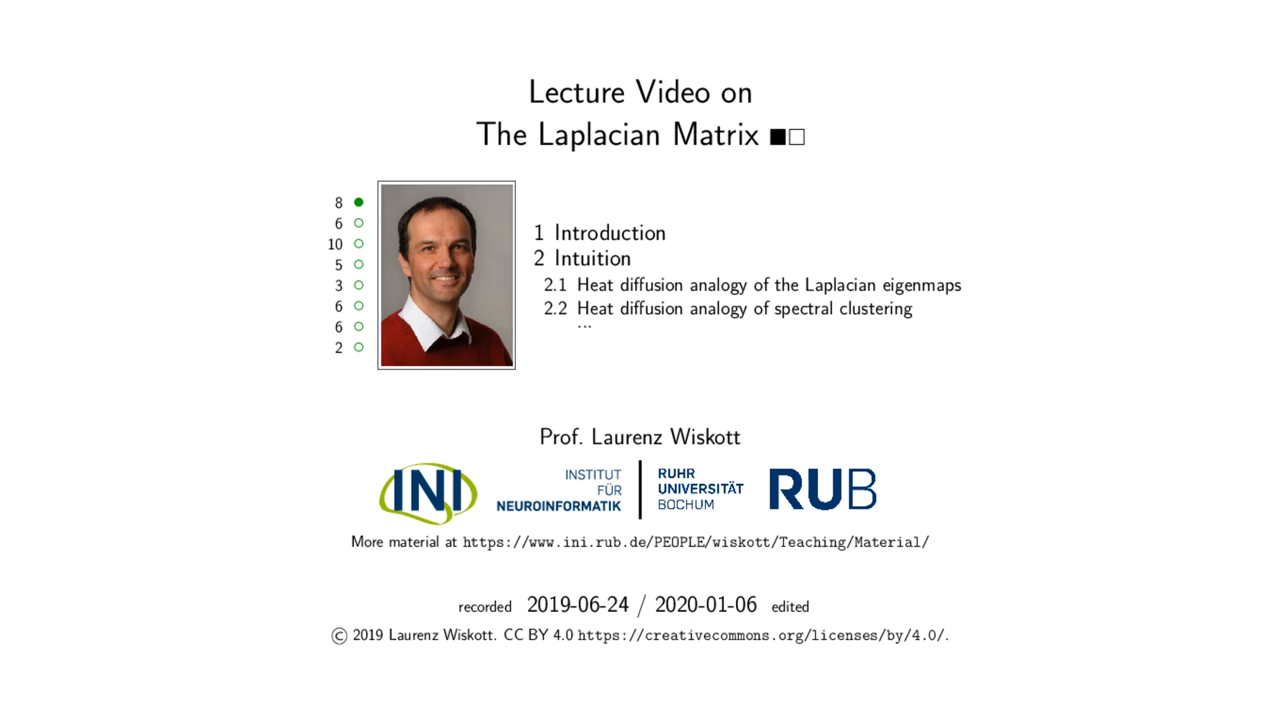 Lecture Video on
The Laplacian Matrix ■□
8
6
10
5
3
6
6
2
1 Introduction
2 Intuition
2.1 Heat diffusion analogy of the Laplacian eigenmaps
2.2 Heat diffusion analogy of spectral clustering
...
Prof. Laurenz Wiskott
INI
INSTITUT
FÜR
NEUROINFORMATIK
RUHR
UNIVERSITÄT
BOCHUM
RUB
More material at https://www.ini.rub.de/PEOPLE/wiskott/Teaching/Material/
recorded 2019-06-24 / 2020-01-06 edited
© 2019 Laurenz Wiskott. CC BY 4.0 https://creativecommons.org/licenses/by/4.0/.